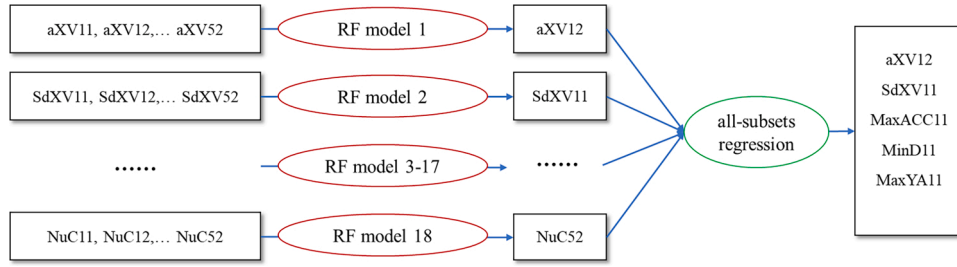 aXV11, aXV12,… aXV52
RF model 1
aXV12
SdXV11, SdXV12,… SdXV52
RF model 2
SdXV11
......
RF model 3-17
......
NuC11, NuC12,… NuC52
RF model 18
NuC52
all-subsets
regression
aXV12
SdXV11
MaxACC11
MinD11
MaxYA11